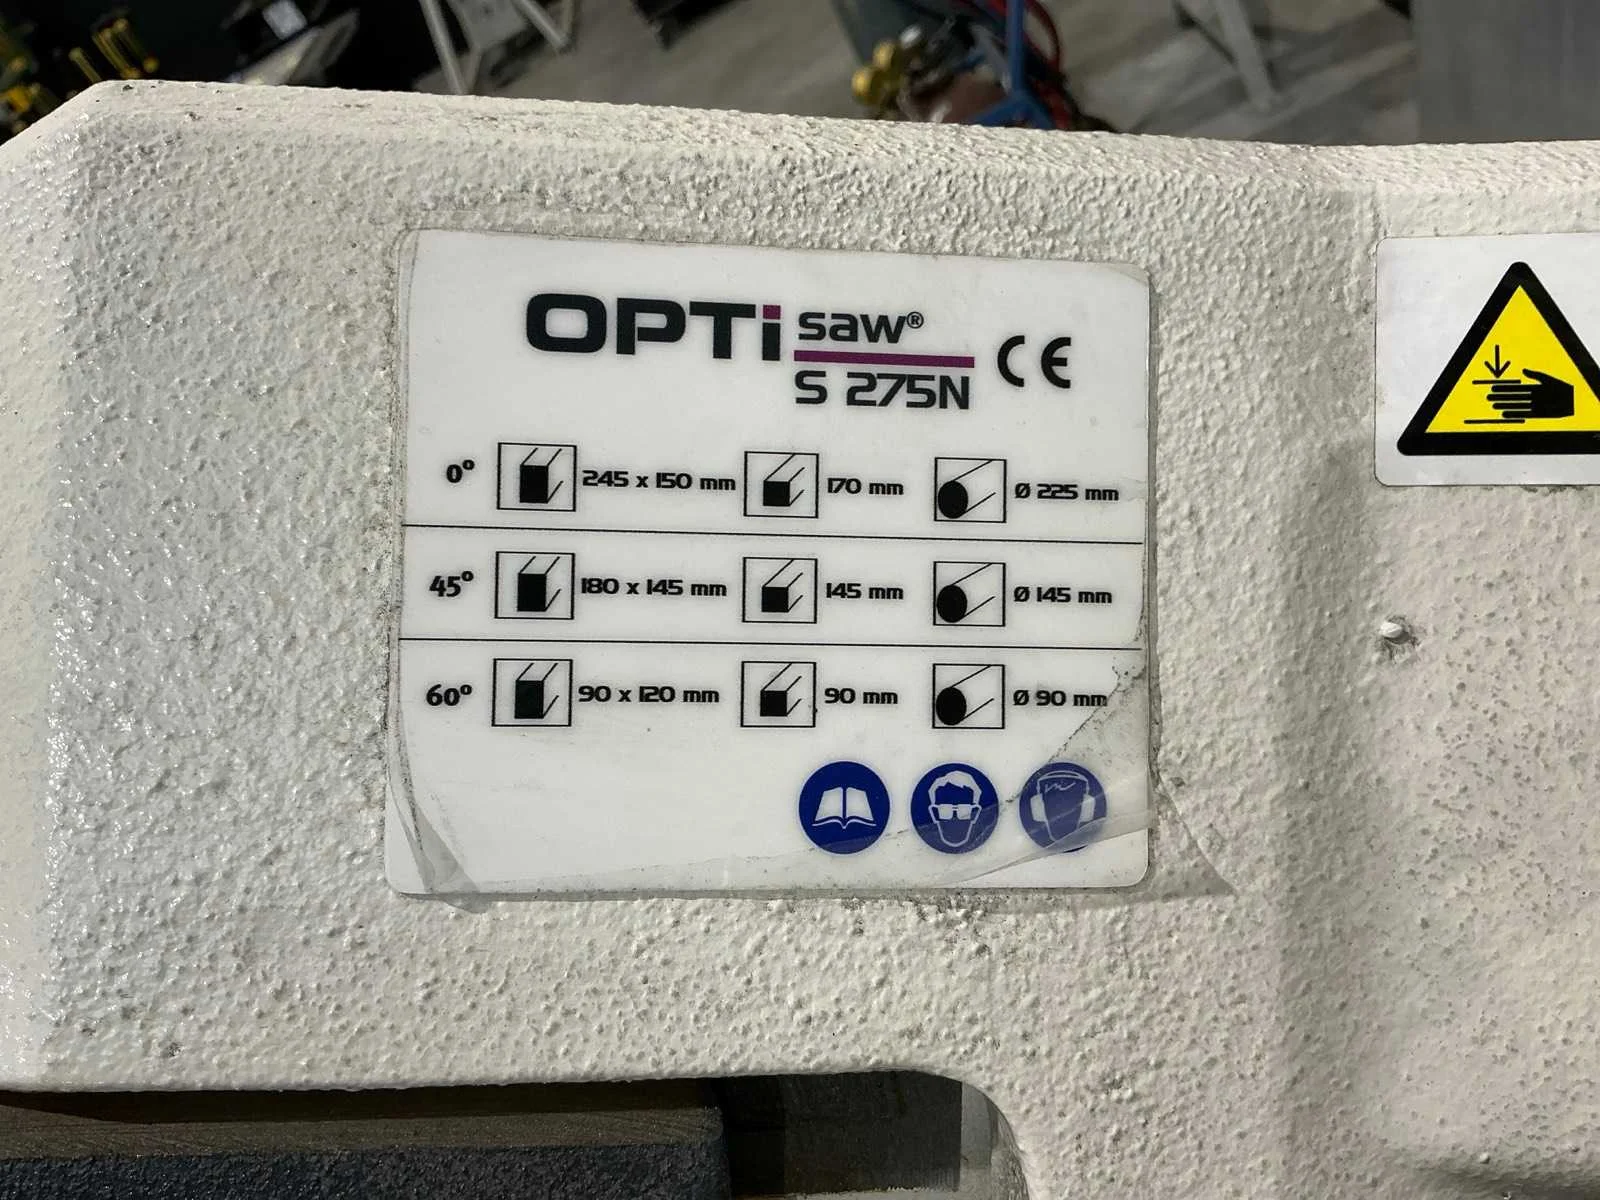 OPTi saw®
S 275N
CE
0° 245 x 150 mm 170 mm Ø 225 mm
45° 180 x 145 mm 145 mm Ø 145 mm
60° 90 x 120 mm 90 mm Ø 90 mm